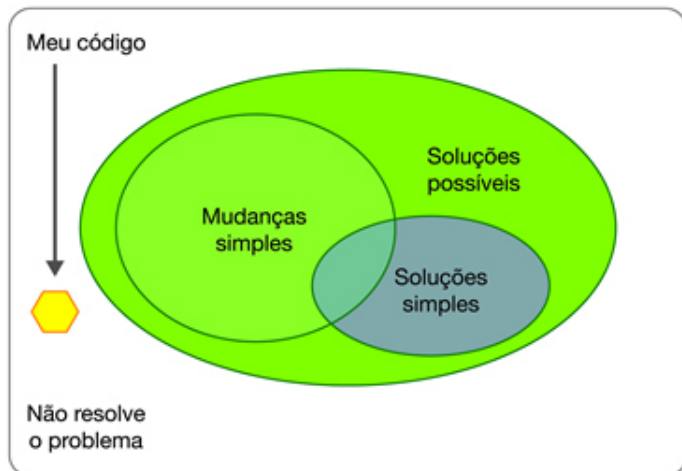 Meu código
Soluções
possíveis
Mudanças
simples
Soluções
simples
Não resolve
o problema